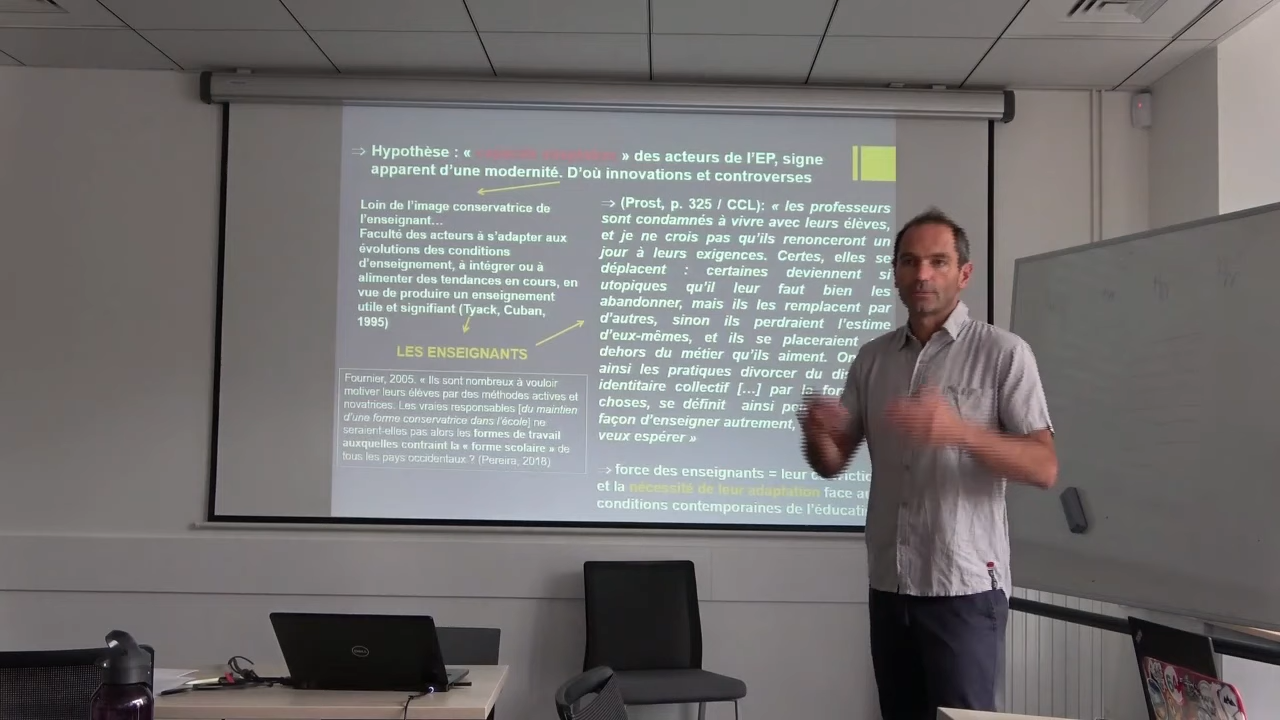 ⇒ Hypothèse : « » des acteurs de l'EP, signe
apparent d'une modernité. D'où innovations et controverses
Loin de l'image conservatrice de
l'enseignant…
Faculté des acteurs à s'adapter aux
évolutions des conditions
d'enseignement, à intégrer ou à
alimenter des tendances en cours, en
vue de produire un enseignement
utile et signifiant (Tyack, Cuban,
1995)
LES ENSEIGNANTS
Fournier, 2005. « Ils sont nombreux à vouloir
motiver leurs élèves par des méthodes actives et
novatrices. Les vraies responsables [du maintien
d'une forme conservatrice dans l'école] ne
seraient-elles pas alors les formes de travail
auxquelles contraint la « forme scolaire » de
tous les pays occidentaux ? (Pereira, 2018)
⇒ (Prost, p. 325 / CCL): « les professeurs
sont condamnés à vivre avec leurs élèves,
et je ne crois pas qu'ils renonceront un
jour à leurs exigences. Certes, elles se
déplacent : certaines deviennent si
utopiques qu'il leur faut bien les
abandonner, mais ils les remplacent par
d'autres, sinon ils perdraient l'estime
d'eux-mêmes, et ils se placeraient
dehors du métier qu'ils aiment. On
ainsi les pratiques divorcer du dis
identitaire collectif […] par la for
choses, se définit ainsi
façon d'enseigner autrement,
veux espérer »
⇒ force des enseignants = leur
et la nécessité de leur adaptation face au
conditions contemporaines de l'éducati
DELL